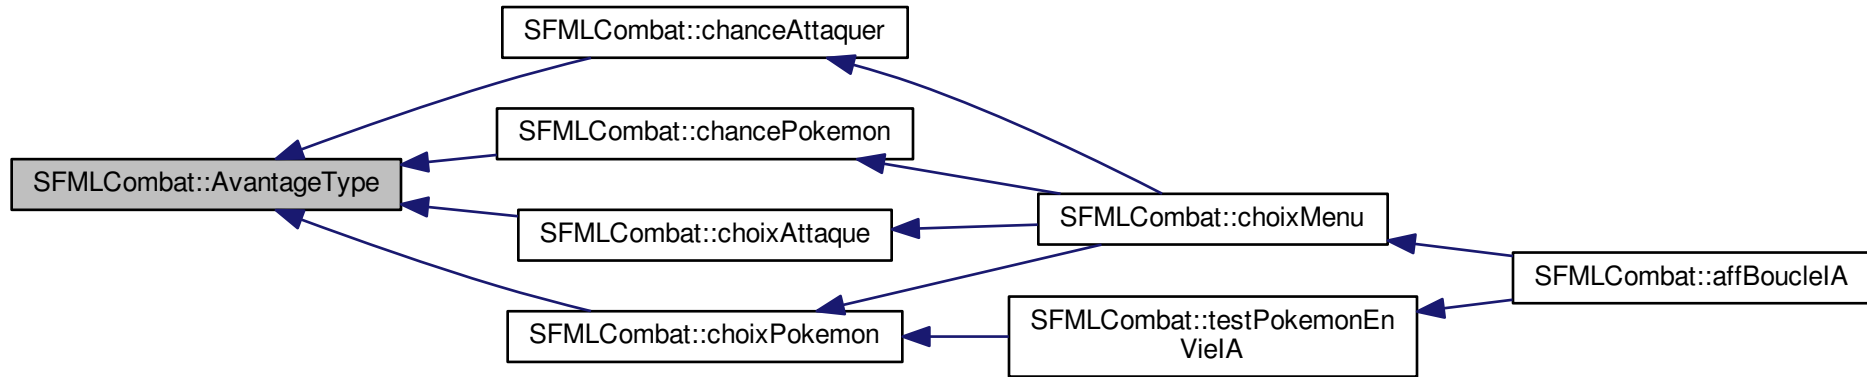 SFMLCombat::chanceAttaquer
SFMLCombat::chancePokemon
SFMLCombat::AvantageType
SFMLCombat::choixAttaque
SFMLCombat::choixMenu
SFMLCombat::choixPokemon
SFMLCombat::testPokemonEn
VieIA
SFMLCombat::affBoucleIA